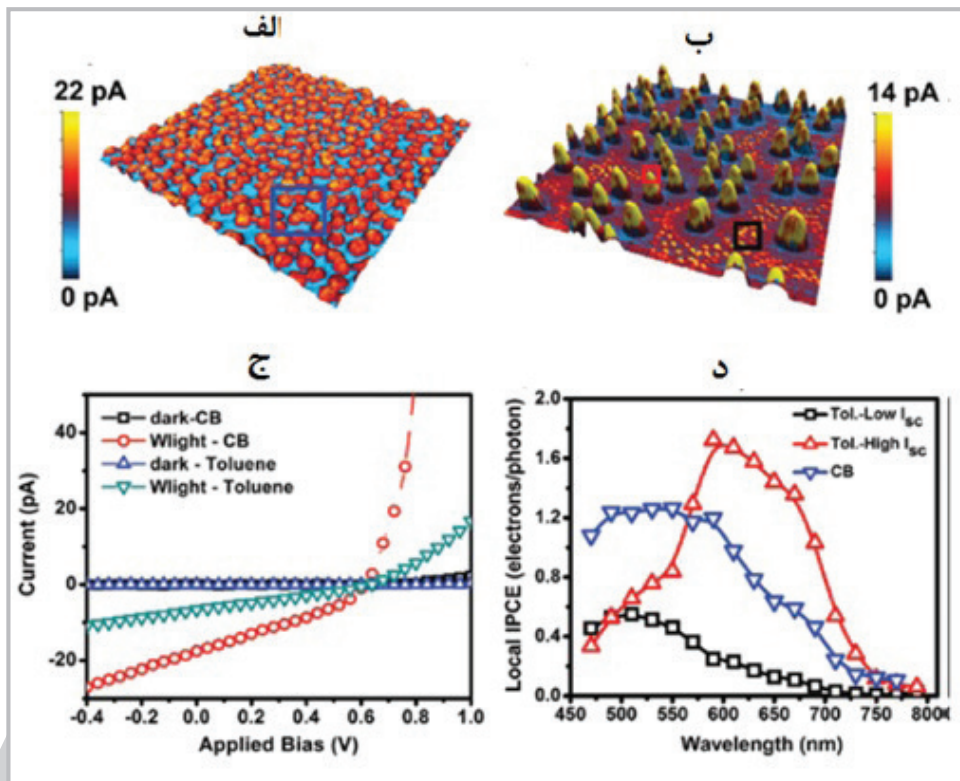 الف
ب
22 pA
0 pA
14 pA
0 pA
ج
د
dark-CB
Wlight - CB
dark - Toluene
Wlight - Toluene
Current (pA)
40
20
0
-20
-0.4 -0.2 0.0 0.2 0.4 0.6 0.8 1.0
Applied Bias (V)
Tol.-Low Isc
Tol.-High Isc
CB
Local IPCE (electrons/photon)
2.0
1.6
1.2
0.8
0.4
0.0
450 500 550 600 650 700 750 800
Wavelength (nm)